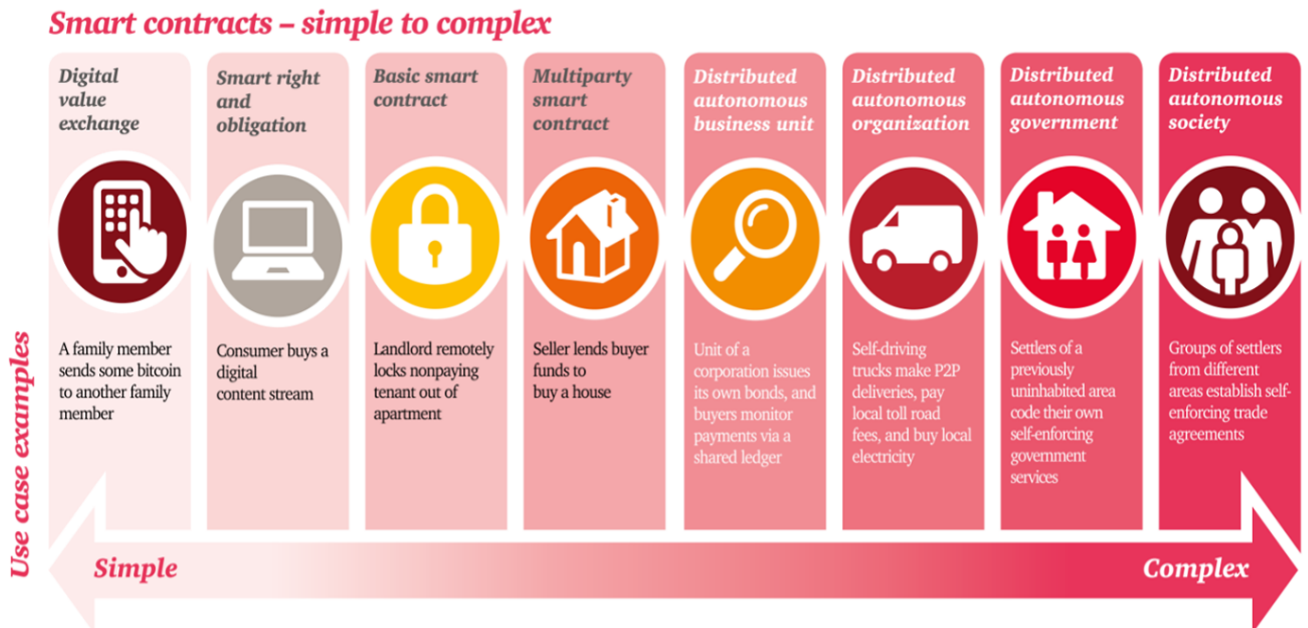 Smart contracts – simple to complex
Digital
value
exchange
Smart right
and
obligation
Basic smart
contract
Multiparty
smart
contract
Distributed
autonomous
business unit
Distributed
autonomous
organization
Distributed
autonomous
government
Distributed
autonomous
society
Use case examples
A family member
sends some bitcoin
to another family
member
Consumer buys a
digital
content stream
Landlord remotely
locks nonpaying
tenant out of
apartment
Seller lends buyer
funds to
buy a house
Unit of a
corporation issues
its own bonds, and
buyers monitor
payments via a
shared ledger
Self-driving
trucks make P2P
deliveries, pay
local toll road
fees, and buy local
electricity
Settlers of a
previously
uninhabited area
code their own
self-enforcing
government
services
Groups of settlers
from different
areas establish self-
enforcing trade
agreements
Simple
Complex